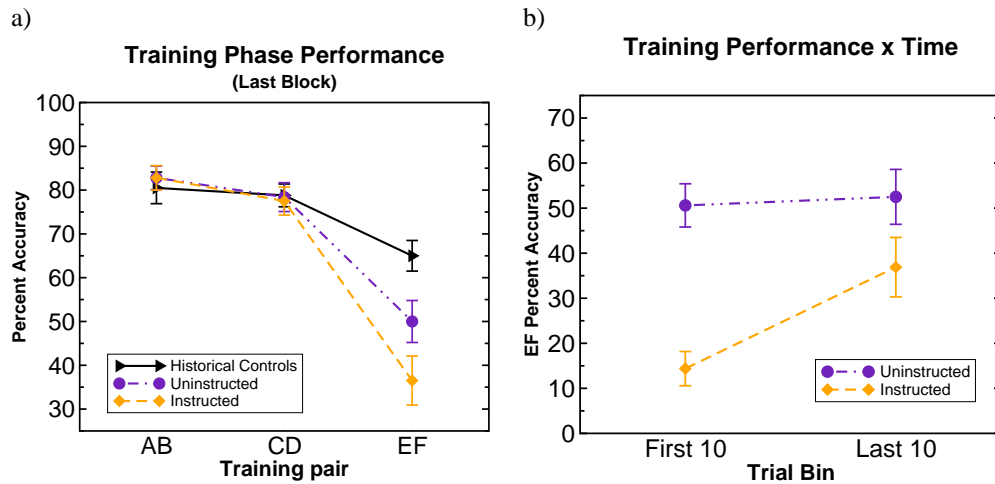 a)
Training Phase Performance
(Last Block)
Percent Accuracy
100
90
80
70
60
50
40
30
Historical Controls
Uninstructed
Instructed
AB
CD
EF
Training pair
b)
Training Performance x Time
EF Percent Accuracy
70
60
50
40
30
20
10
0
Uninstructed
Instructed
First 10
Last 10
Trial Bin